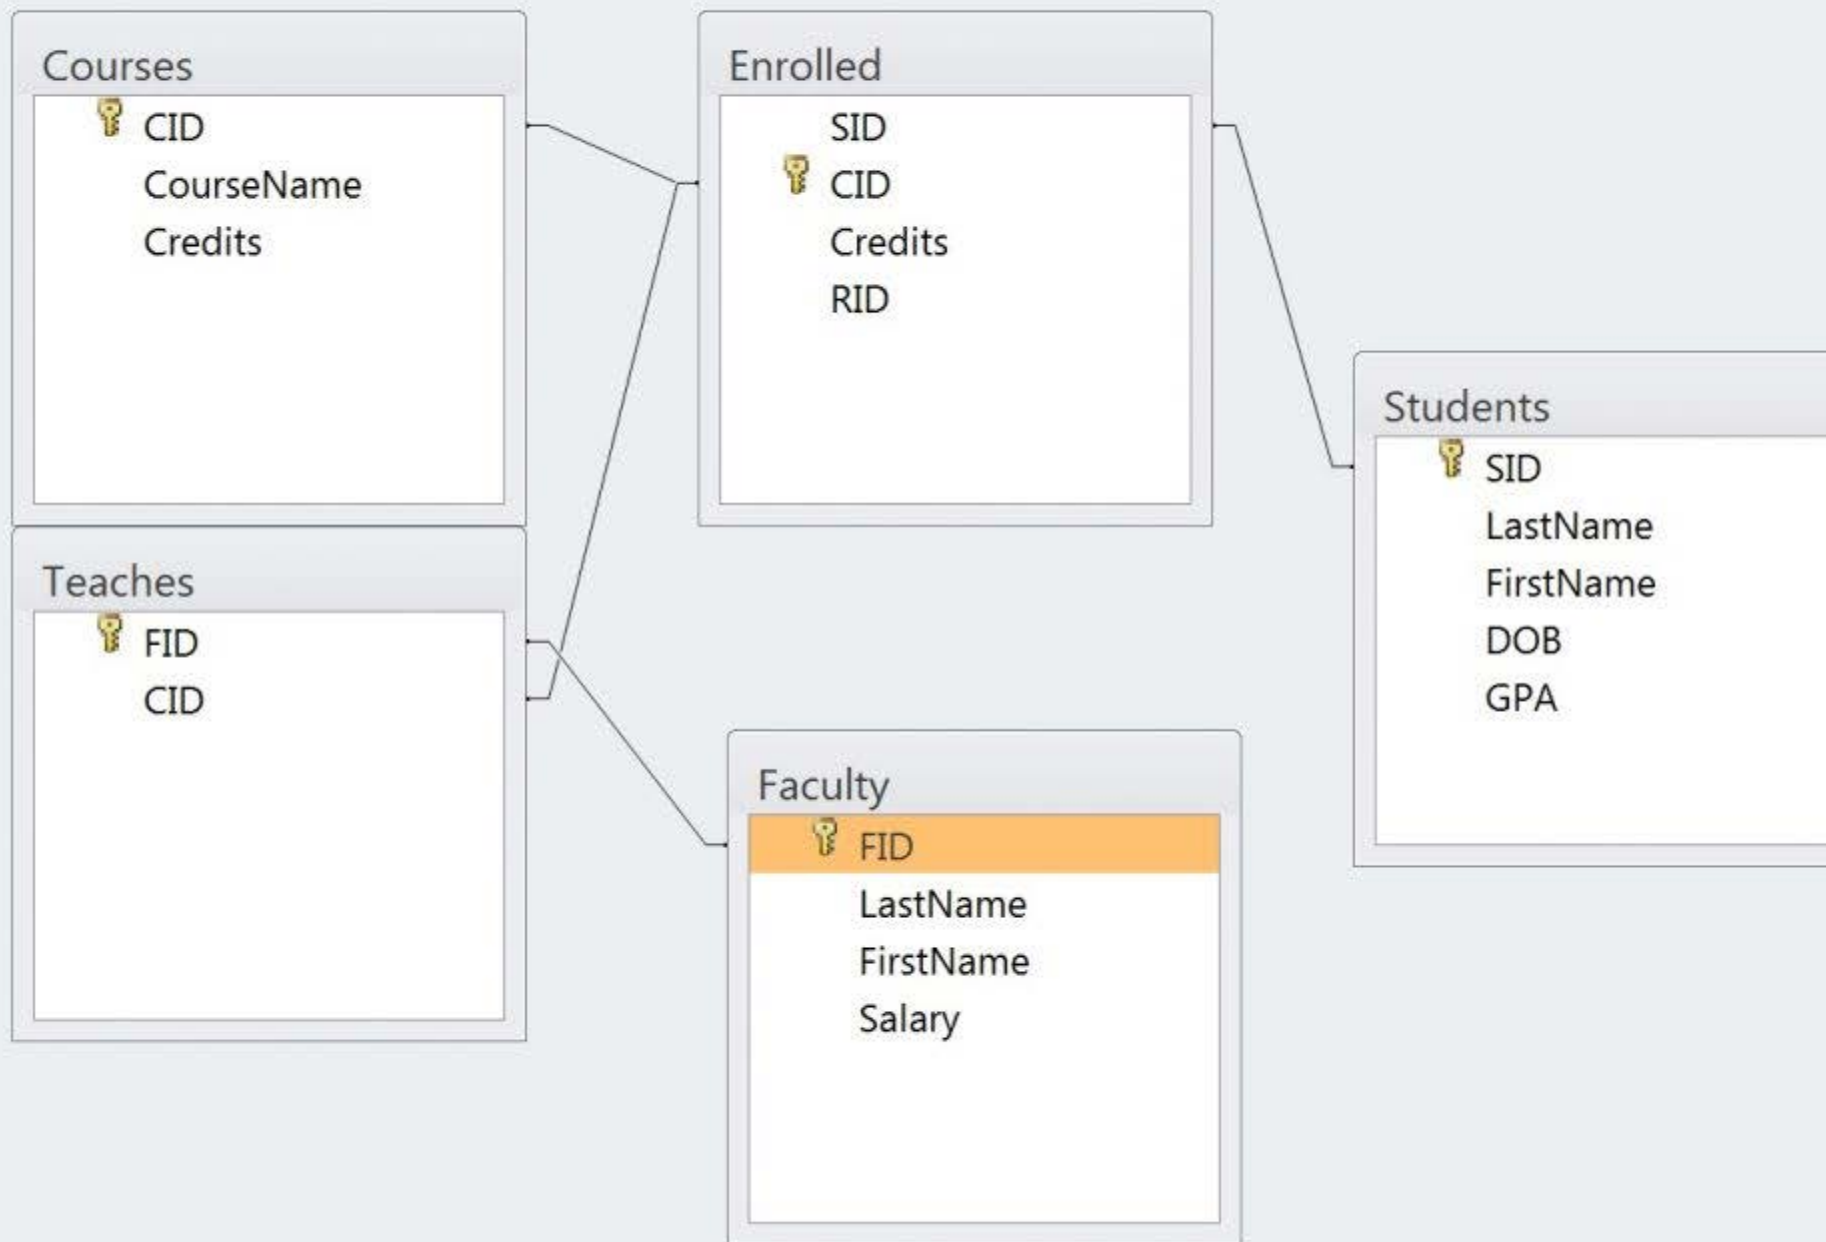 Courses
CID
CourseName
Credits
Enrolled
SID
CID
Credits
RID
Students
SID
LastName
FirstName
DOB
GPA
Teaches
FID
CID
Faculty
FID
LastName
FirstName
Salary